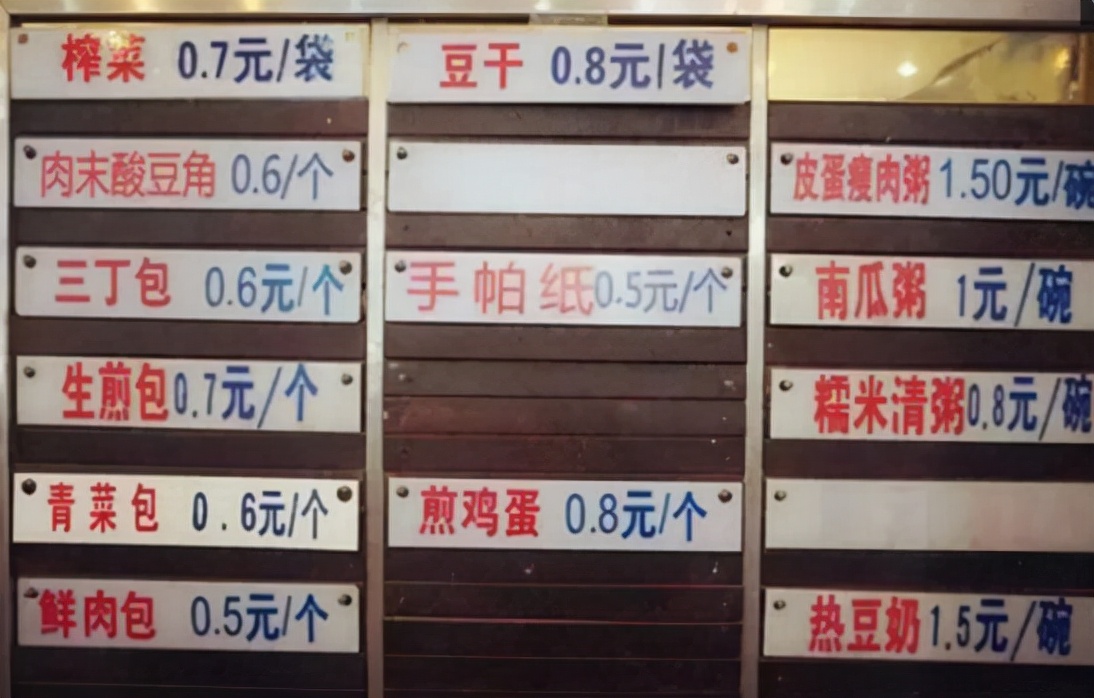 榨菜 0.7元/袋
肉末酸豆角 0.6/个
三丁包 0.6元/个
生煎包 0.7元/个
青菜包 0.6元/个
鲜肉包 0.5元/个
豆干 0.8元/袋
手帕纸 0.5元/个
煎鸡蛋 0.8元/个
皮蛋瘦肉粥 1.50元/碗
南瓜粥 1元/碗
糯米清粥 0.8元/碗
热豆奶 1.5元/碗